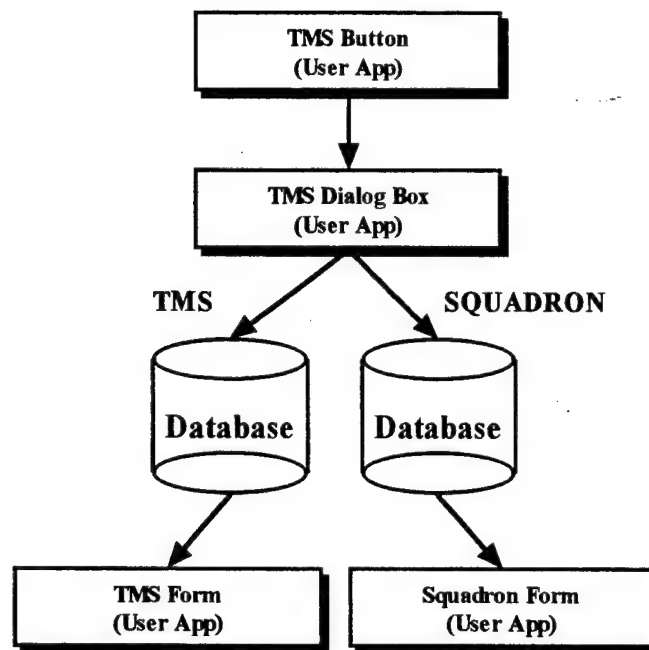 TMS Button
(User App)
TMS Dialog Box
(User App)
TMS
SQUADRON
Database
Database
TMS Form
(User App)
Squadron Form
(User App)